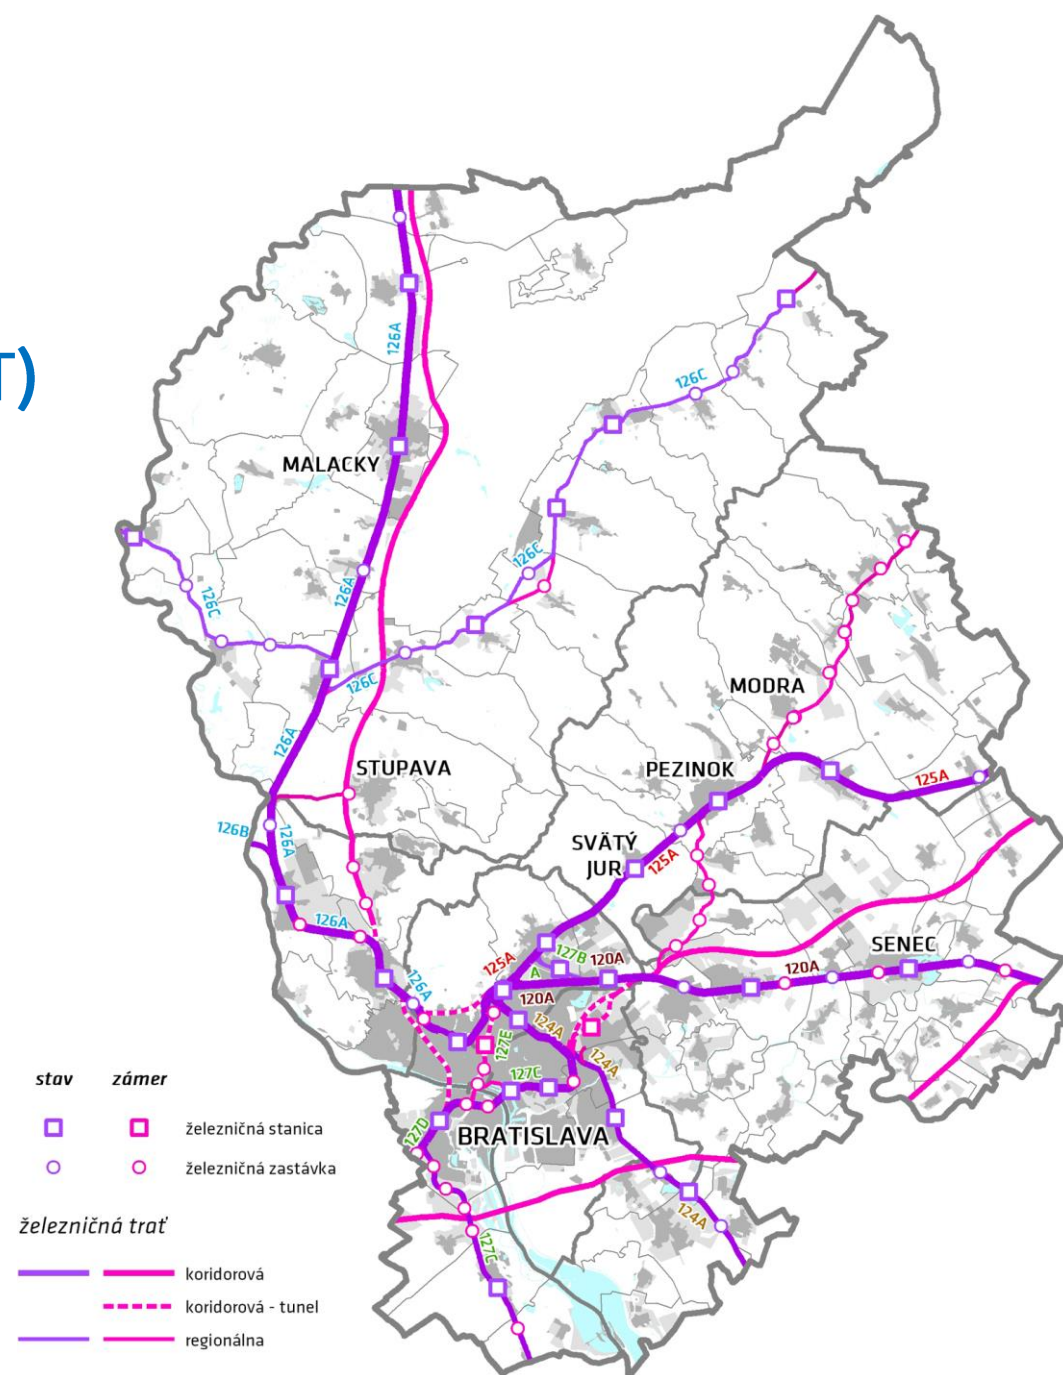 T)
126A
126C
MALACKY
126C
126A
126C
126C
MODRA
126A
STUPAVA
PEZINOK
125A
126B
126A
SVÄTÝ
JUR
125A
126A
SENEC
127B
125A
120A
120A
A
126A
120A
124A
127E
124A
127C
stav
zámer
železničná stanica
BRATISLAVA
127D
železničná zastávka
124A
železničná trať
127C
koridorová
koridorová - tunel
regionálna